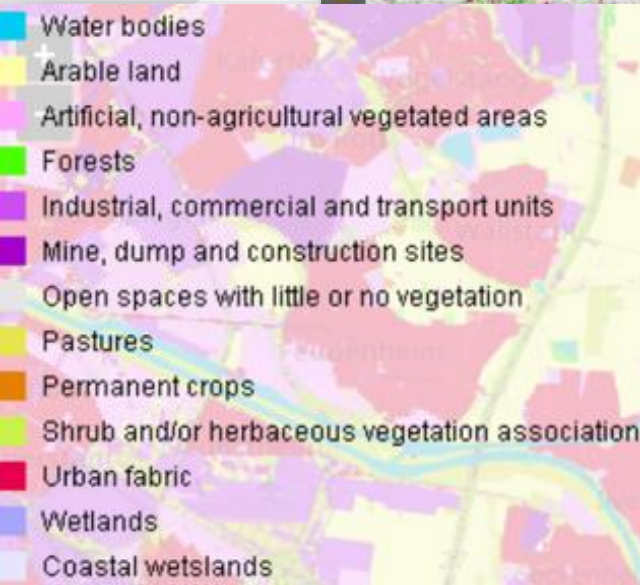 Water bodies
Arable land
Artificial, non-agricultural vegetated areas
Forests
Industrial, commercial and transport units
Mine, dump and construction sites
Open spaces with little or no vegetation
Pastures
Permanent crops
Shrub and/or herbaceous vegetation association
Urban fabric
Wetlands
Coastal wetslands